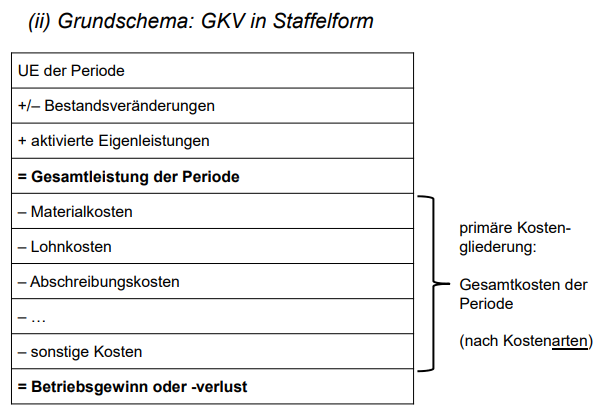 (ii) Grundschema: GKV in Staffelform
UE der Periode
+/– Bestandsveränderungen
+ aktivierte Eigenleistungen
= Gesamtleistung der Periode
– Materialkosten
– Lohnkosten
– Abschreibungskosten
– …
– sonstige Kosten
= Betriebsgewinn oder -verlust
primäre Kosten-
gliederung:
Gesamtkosten der
Periode
(nach Kostenarten)